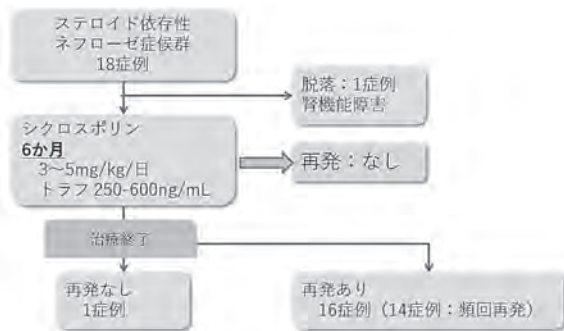 ステロイド依存性
ネフローゼ症候群
18症例
脱落：1症例
腎機能障害
シクロスポリン
6か月
3〜5mg/kg/日
トラフ 250-600ng/mL
再発：なし
治療終了
再発なし
1症例
再発あり
16症例（14症例：頻回再発）